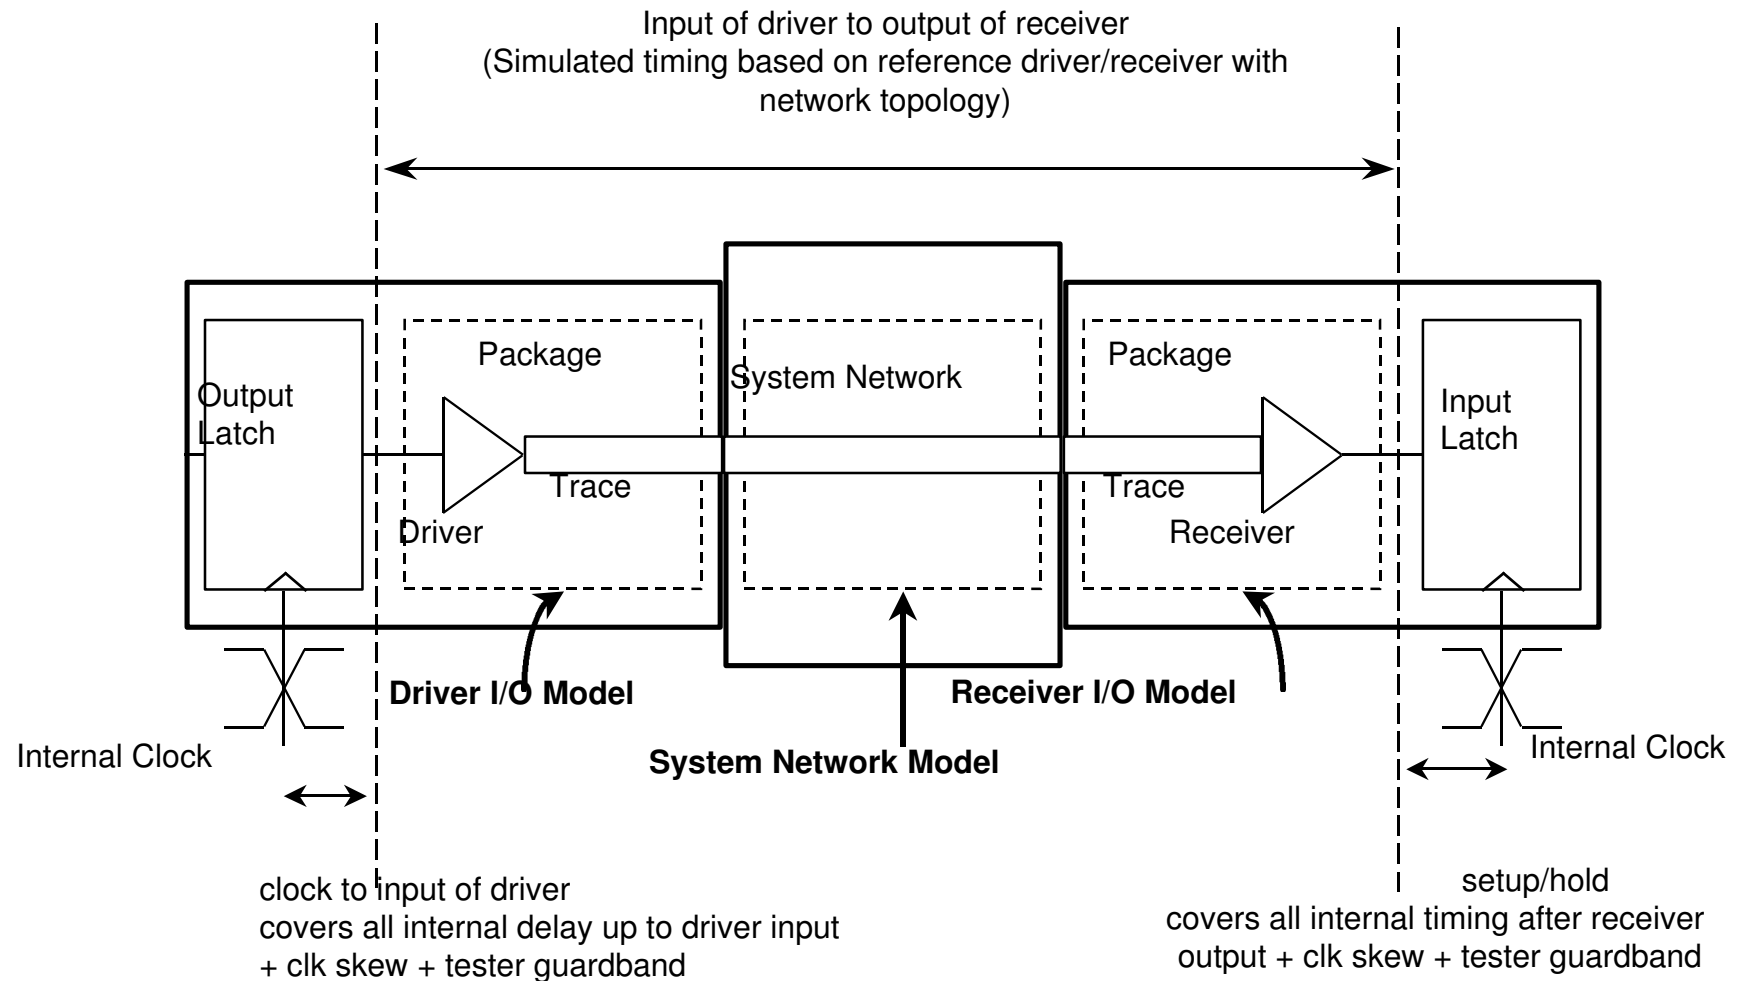 Input of driver to output of receiver
(Simulated timing based on reference driver/receiver with
network topology)
Package
System Network
Package
Output
Latch
Input
Latch
Trace
Trace
Driver
Receiver
Driver I/O Model
Receiver I/O Model
Internal Clock
System Network Model
Internal Clock
clock to input of driver
covers all internal delay up to driver input
+ clk skew + tester guardband
setup/hold
covers all internal timing after receiver
output + clk skew + tester guardband